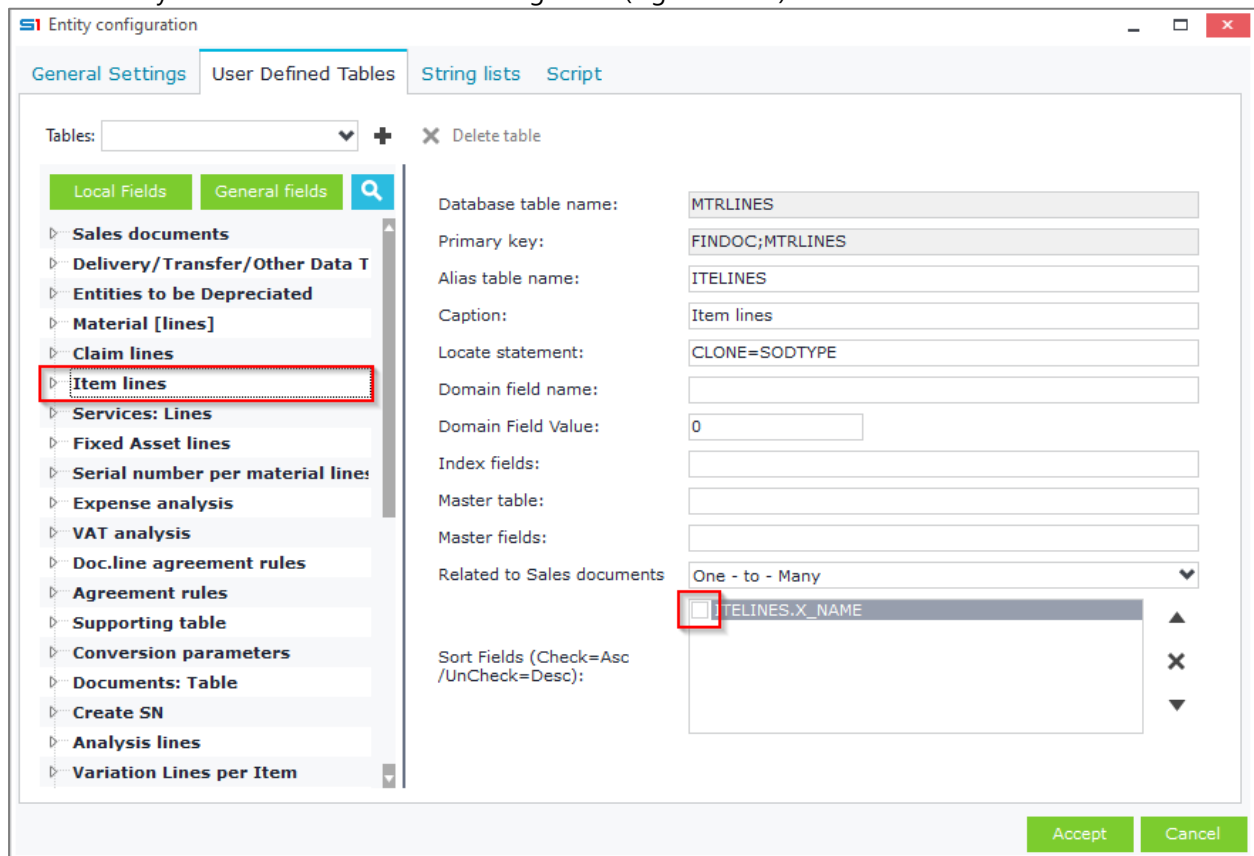 S1 Entity configuration
General Settings User Defined Tables String lists Script
Tables: Delete table
Local Fields General fields
Sales documents
Delivery/Transfer/Other Data T
Entities to be Depreciated
Material [lines]
Claim lines
Item lines
Services: Lines
Fixed Asset lines
Serial number per material lines
Expense analysis
VAT analysis
Doc.line agreement rules
Agreement rules
Supporting table
Conversion parameters
Documents: Table
Create SN
Analysis lines
Variation Lines per Item
Database table name: MTRLINES
Primary key: FINDOC;MTRLINES
Alias table name: ITELINES
Caption: Item lines
Locate statement: CLONE=SODTYPE
Domain field name:
Domain Field Value: 0
Index fields:
Master table:
Master fields:
Related to Sales documents One - to - Many
ITELINES.X_NAME
Sort Fields (Check=Asc
/UnCheck=Desc):
Accept Cancel